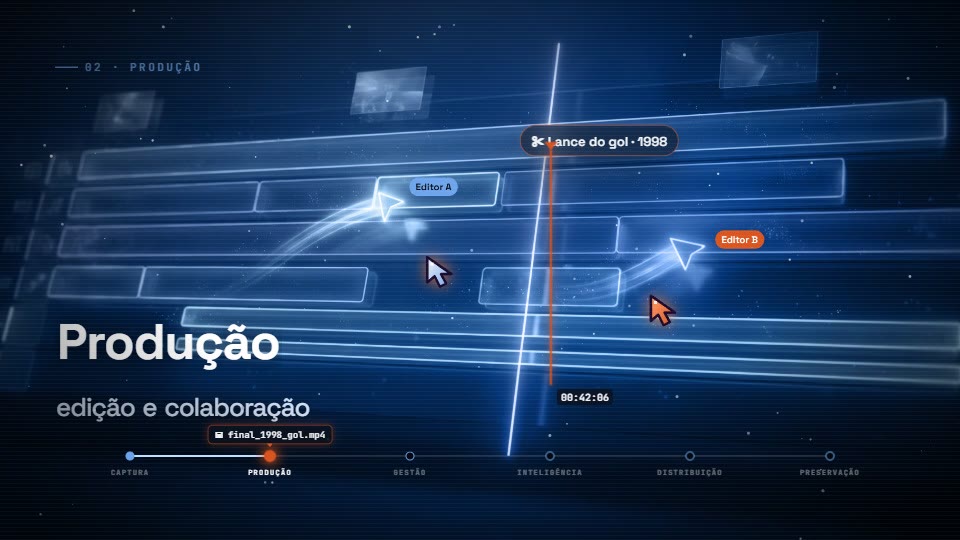 02 · PRODUÇÃO
Lance do gol · 1998
Editor A
Editor B
Produção
00:42:06
edição e colaboração
final_1998_gol.mp4
CAPTURA
PRODUÇÃO
GESTÃO
INTELIGÊNCIA
DISTRIBUIÇÃO
PRESERVAÇÃO